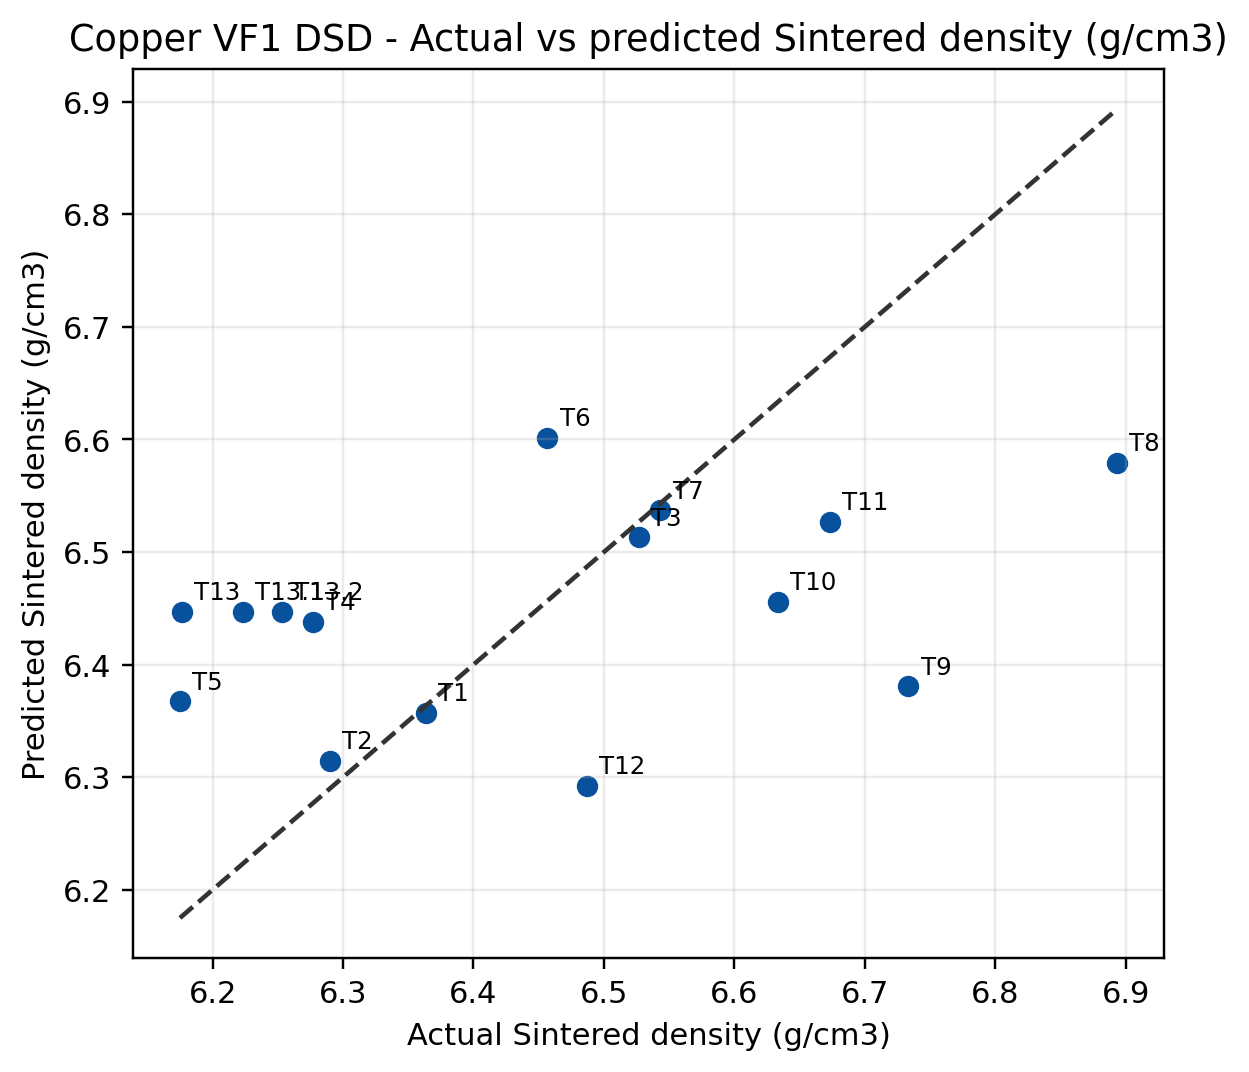 Copper VF1 DSD - Actual vs predicted Sintered density (g/cm3)
Predicted Sintered density (g/cm3)
6.9
6.8
6.7
6.6
6.5
6.4
6.3
6.2
T6
T8
T7
T11
T3
T13
T13.1
T13.2
T4
T10
T5
T9
T1
T2
T12
6.2 6.3 6.4 6.5 6.6 6.7 6.8 6.9
Actual Sintered density (g/cm3)